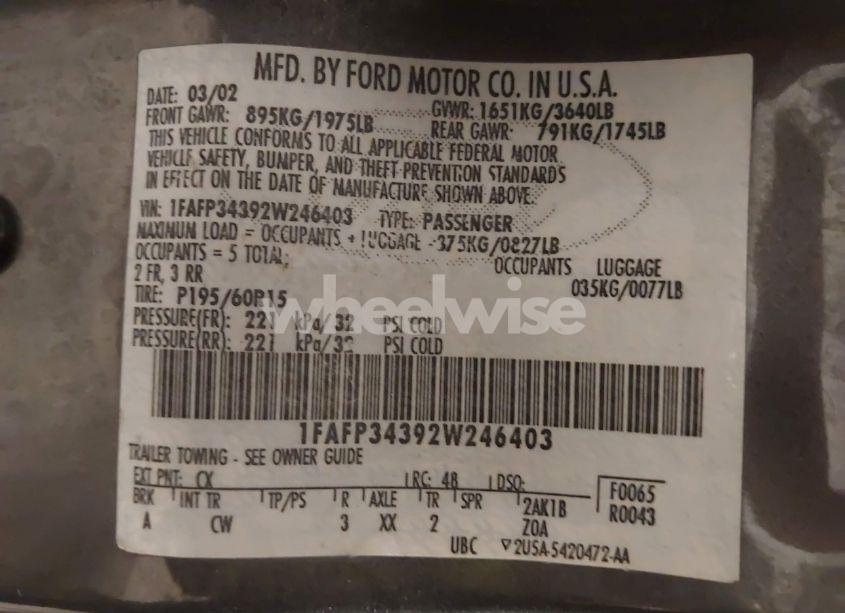 MFD. BY FORD MOTOR CO. IN U.S.A.
DATE: 03/02 GVWR: 1651KG/3640LB
FRONT GAWR: 895KG/1975LB REAR GAWR: 791KG/1745LB
THIS VEHICLE CONFORMS TO ALL APPLICABLE FEDERAL MOTOR
VEHICLE SAFETY, BUMPER, AND THEFT PREVENTION STANDARDS
IN EFFECT ON THE DATE OF MANUFACTURE SHOWN ABOVE.
VIN: 1FAFP34392W246403 TYPE: PASSENGER
MAXIMUM LOAD = OCCUPANTS + LUGGAGE -375KG/0827LB
OCCUPANTS = 5 TOTAL; OCCUPANTS LUGGAGE
2 FR, 3 RR 035KG/0077LB
TIRE: P195/60R15
PRESSURE(FR): 221 kPa/ 32 PSI COLD
PRESSURE(RR): 221 kPa/ 32 PSI COLD
wheelwise
1FAFP34392W246403
TRAILER TOWING - SEE OWNER GUIDE
EXT PNT: CX RC: 48 DSO: F0065
BRK INT TR TP/PS R AXLE TR SPR 2AK1B R0043
A CW 3 XX 2 Z0A
UBC ▽2U5A-5420472-AA